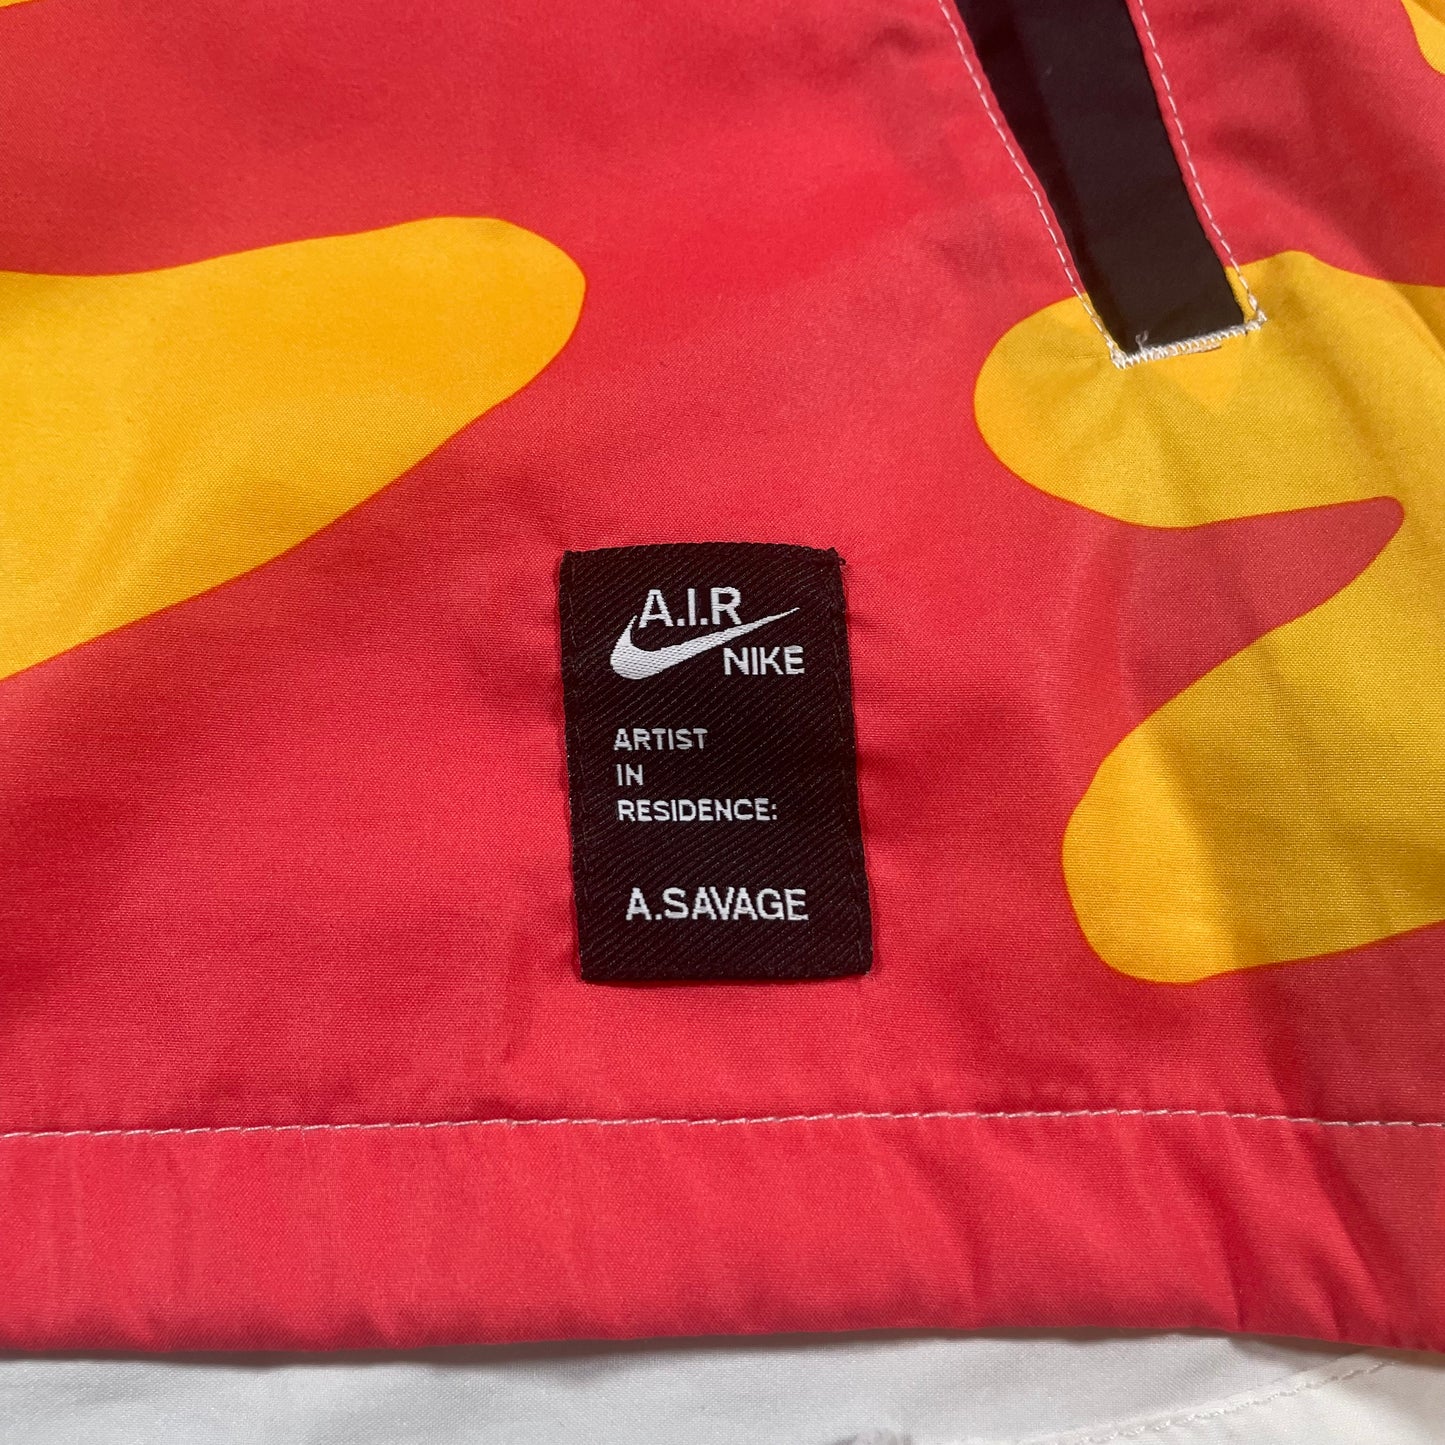 A.I.R
NIKE
ARTIST
IN
RESIDENCE:
A.SAVAGE